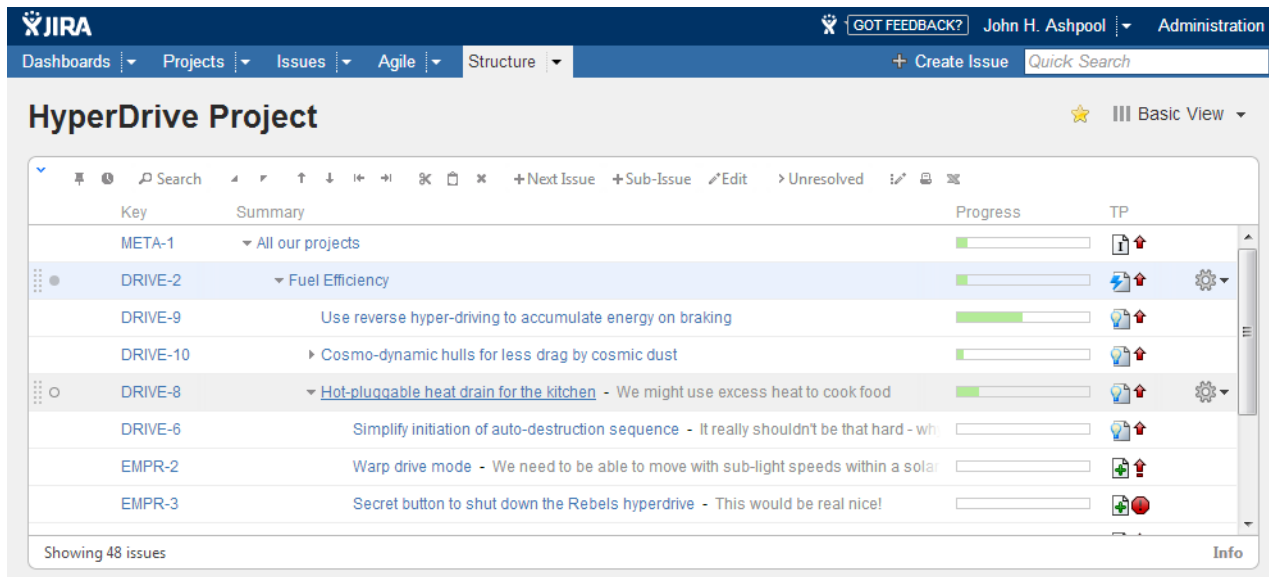 JIRA GOT FEEDBACK? John H. Ashpool Administration
Dashboards Projects Issues Agile Structure + Create Issue Quick Search
HyperDrive Project Basic View
Search +Next Issue +Sub-Issue Edit >Unresolved
Key Summary Progress TP
META-1 All our projects
DRIVE-2 Fuel Efficiency
DRIVE-9 Use reverse hyper-driving to accumulate energy on braking
DRIVE-10 Cosmo-dynamic hulls for less drag by cosmic dust
DRIVE-8 Hot-pluggable heat drain for the kitchen - We might use excess heat to cook food
DRIVE-6 Simplify initiation of auto-destruction sequence - It really shouldn't be that hard -
EMPR-2 Warp drive mode - We need to be able to move with sub-light speeds within a
EMPR-3 Secret button to shut down the Rebels hyperdrive - This would be real nice!
Showing 48 issues Info